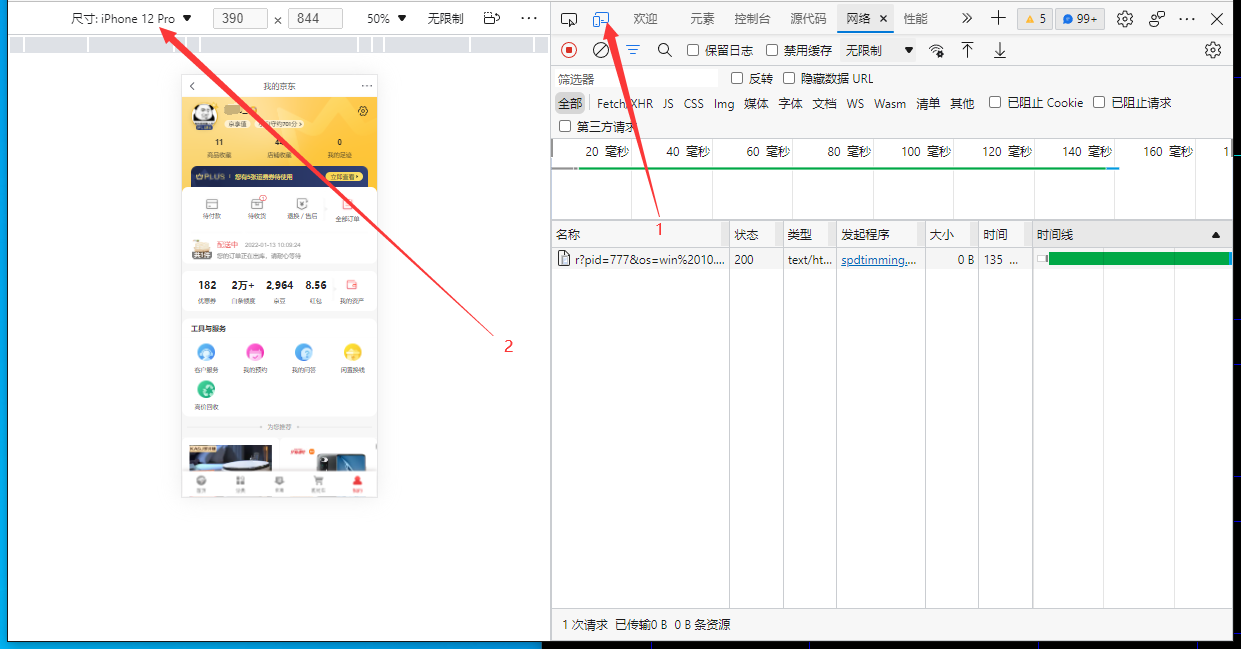 尺寸: iPhone 12 Pro ▼ 390 × 844 50% ▼ 无限制
我的京东
京享值
11
商品收藏
店铺收藏
0
我的足迹
PLUS 您有5张运费券待使用 立即查看
待付款 待收货 退换/售后 全部订单
配送中 2022-01-13 10:09:24
您的订单正在出库，请耐心等待
共1件
182 2万+ 2,964 8.56
优惠券 白条额度 京豆 红包 我的资产
工具与服务
客户服务 我的预约 我的问答 闲置换钱
高价回收
为您推荐
2
欢迎 元素 控制台 源代码 网络 性能 5 99+
保留日志 禁用缓存 无限制
筛选器 反转 隐藏数据 URL
全部 Fetch/XHR JS CSS Img 媒体 字体 文档 WS Wasm 清单 其他 已阻止 Cookie 已阻止请求
第三方请求
20 毫秒 40 毫秒 60 毫秒 80 毫秒 100 毫秒 120 毫秒 140 毫秒 160 毫秒 1
1
名称 状态 类型 发起程序 大小 时间 时间线
r?pid=777&os=win%2010.... 200 text/ht... spdtimming.... 0 B 135 ...
1 次请求 已传输0 B 0 B 条资源